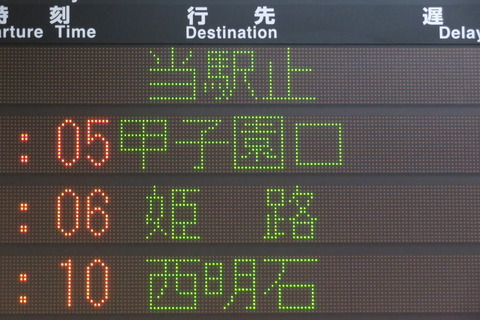 時 刻 行 先 遅
arture Time Destination Delay
当駅止
:05 甲子園口
:06 姫 路
:10 西明石